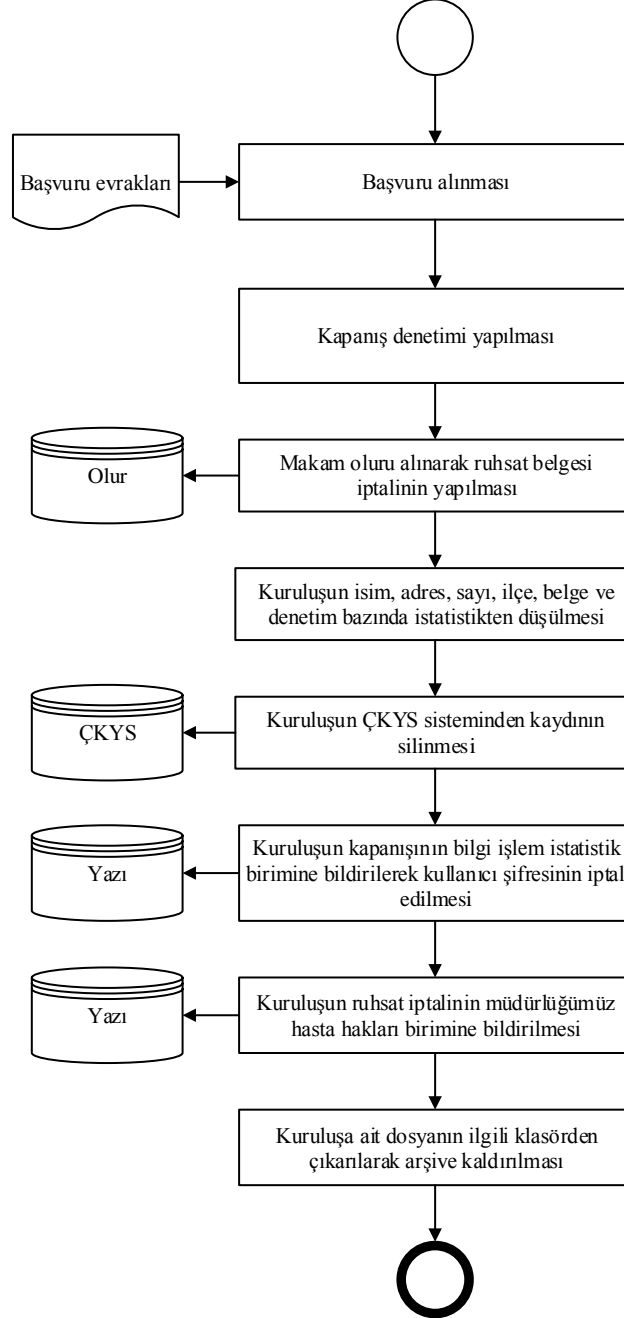 Başvuru evrakları
Başvuru alınması
Kapanış denetimi yapılması
Olur
Makam oluru alınarak ruhsat belgesi
iptalinin yapılması
Kuruluşun isim, adres, sayı, ilçe, belge ve
denetim bazında istatistikten düşülmesi
ÇKYS
Kuruluşun ÇKYS sisteminden kaydının
silinmesi
Yazı
Kuruluşun kapanışının bilgi işlem istatistik
birimine bildirilerek kullanıcı şifresinin iptal
edilmesi
Yazı
Kuruluşun ruhsat iptalinin müdürlüğümüz
hasta hakları birimine bildirilmesi
Kuruluşa ait dosyanın ilgili klasörden
çıkarılarak arşive kaldırılması